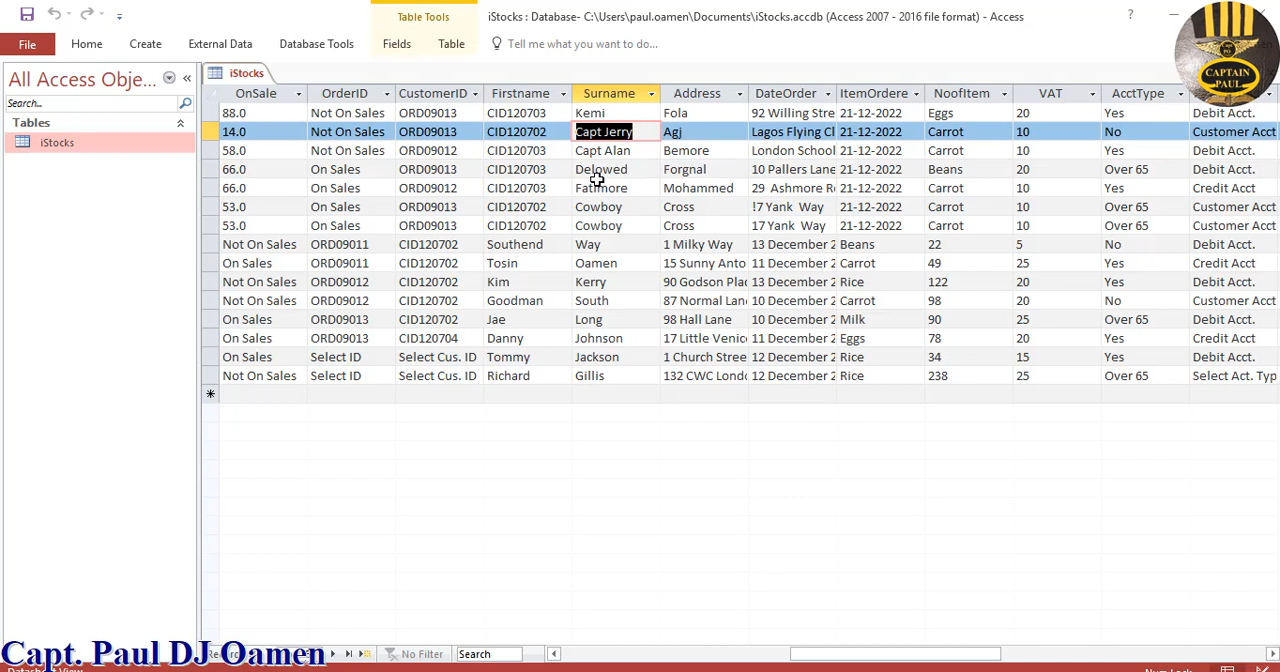 iStocks : Database- C:\Users\paul.oamen\Documents\iStocks.accdb (Access 2007 - 2016 file format) - Access
Table Tools
?
File Home Create External Data Database Tools Fields Table Tell me what you want to do...
CAPTAIN
PAUL
All Access Obje... «
Search...
Tables
iStocks
iStocks
OnSale OrderID CustomerID Firstname Surname Address DateOrder ItemOrdere NoofItem VAT AcctType
88.0 Not On Sales ORD09013 CID120703 Kemi Fola 92 Willing Stre 21-12-2022 Eggs 20 Yes Debit Acct.
14.0 Not On Sales ORD09013 CID120702 Capt Jerry Agj Lagos Flying Cl 21-12-2022 Carrot 10 No Customer Acct
58.0 Not On Sales ORD09012 CID120703 Capt Alan Bemore London School 21-12-2022 Carrot 10 Yes Debit Acct.
66.0 On Sales ORD09013 CID120703 Delowed Forgnal 10 Pallers Lane 21-12-2022 Beans 20 Over 65 Debit Acct.
66.0 On Sales ORD09012 CID120703 Fatimore Mohammed 29 Ashmore R 21-12-2022 Carrot 10 Yes Credit Acct
53.0 On Sales ORD09013 CID120702 Cowboy Cross !7 Yank Way 21-12-2022 Carrot 10 Over 65 Customer Acct
53.0 On Sales ORD09013 CID120702 Cowboy Cross 17 Yank Way 21-12-2022 Carrot 10 Over 65 Customer Acct
Not On Sales ORD09011 CID120702 Southend Way 1 Milky Way 13 December 2 Beans 22 5 No Debit Acct.
On Sales ORD09011 CID120702 Tosin Oamen 15 Sunny Anto 11 December 2 Carrot 49 25 Yes Credit Acct
Not On Sales ORD09012 CID120702 Kim Kerry 90 Godson Plac 13 December 2 Rice 122 20 Yes Debit Acct.
Not On Sales ORD09012 CID120702 Goodman South 87 Normal Lane 10 December 2 Carrot 98 20 No Customer Acct
On Sales ORD09013 CID120702 Jae Long 98 Hall Lane 10 December 2 Milk 90 25 Over 65 Debit Acct.
On Sales ORD09013 CID120704 Danny Johnson 17 Little Venice 12 December 2 Eggs 78 20 Yes Credit Acct
On Sales Select ID Select Cus. ID Tommy Jackson 1 Church Stree 12 December 2 Rice 34 15 Yes Debit Acct.
Not On Sales Select ID Select Cus. ID Richard Gillis 132 CWC Londo 12 December 2 Rice 238 25 Over 65 Select Act. Typ
Capt. Paul DJ Oamen No Filter Search